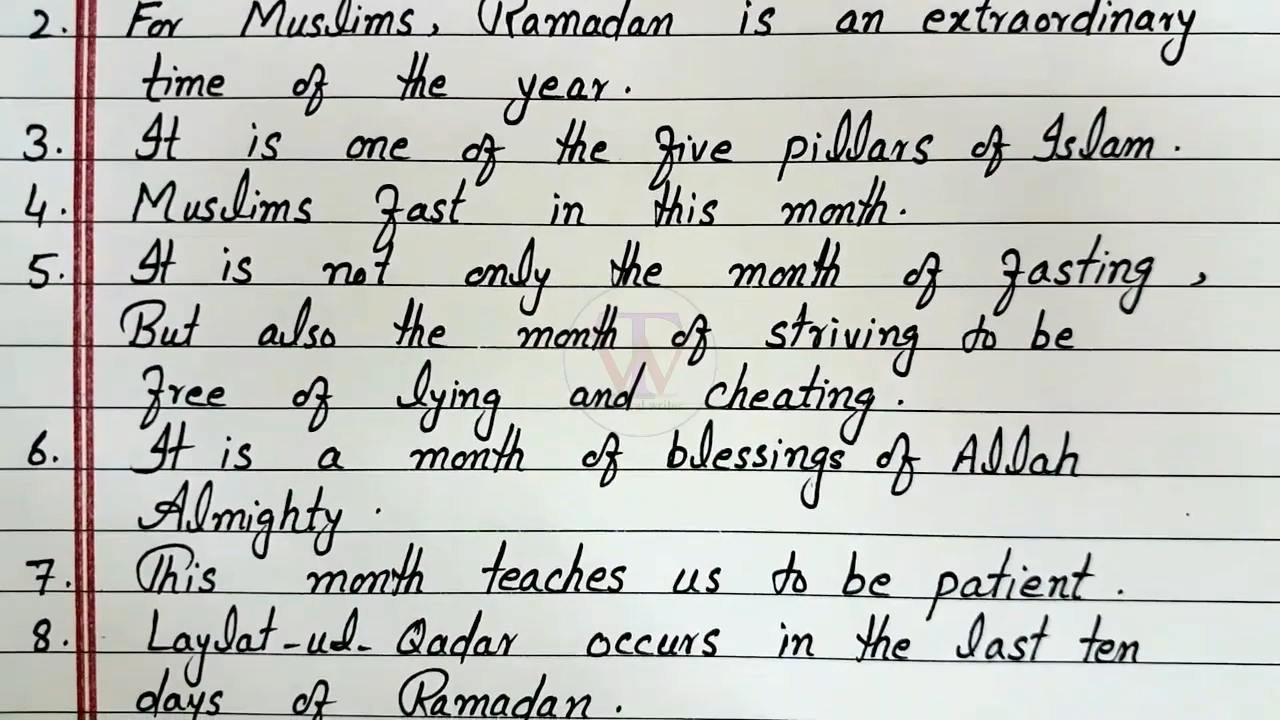 2. For Muslims, Ramadan is an extraordinary
time of the year.
3. It is one of the five pillars of Islam.
4. Muslims fast in this month.
5. It is not only the month of fasting,
But also the month of striving to be
free of lying and cheating.
6. It is a month of blessings of Allah
Almighty.
7. This month teaches us to be patient.
8. Laylat-ul-Qadar occurs in the last ten
days of Ramadan.